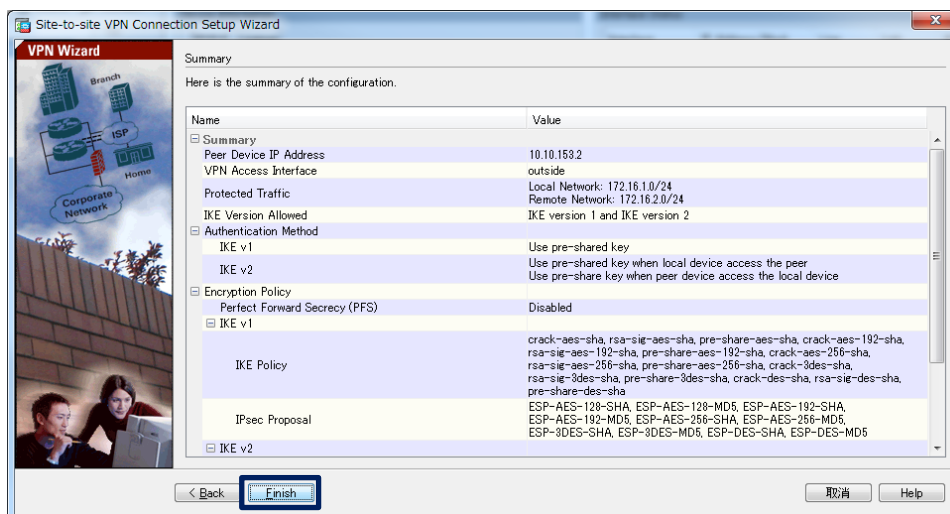 Site-to-site VPN Connection Setup Wizard
VPN Wizard
Branch
ISP
Home
Corporate
Network
Summary
Here is the summary of the configuration.
Name Value
Summary
Peer Device IP Address 10.10.153.2
VPN Access Interface outside
Protected Traffic Local Network: 172.16.1.0/24
Remote Network: 172.16.2.0/24
IKE Version Allowed IKE version 1 and IKE version 2
Authentication Method
IKE v1 Use pre-shared key
IKE v2 Use pre-shared key when local device access the peer
Use pre-share key when peer device access the local device
Encryption Policy
Perfect Forward Secrecy (PFS) Disabled
IKE v1
IKE Policy crack-aes-sha, rsa-sig-aes-sha, pre-share-aes-sha, crack-aes-192-sha,
rsa-sig-aes-192-sha, pre-share-aes-192-sha, crack-aes-256-sha,
rsa-sig-aes-256-sha, pre-share-aes-256-sha, crack-3des-sha,
rsa-sig-3des-sha, pre-share-3des-sha, crack-des-sha, rsa-sig-des-sha,
pre-share-des-sha
IPsec Proposal ESP-AES-128-SHA, ESP-AES-128-MD5, ESP-AES-192-SHA,
ESP-AES-192-MD5, ESP-AES-256-SHA, ESP-AES-256-MD5,
ESP-3DES-SHA, ESP-3DES-MD5, ESP-DES-SHA, ESP-DES-MD5
IKE v2
< Back Finish 取消 Help